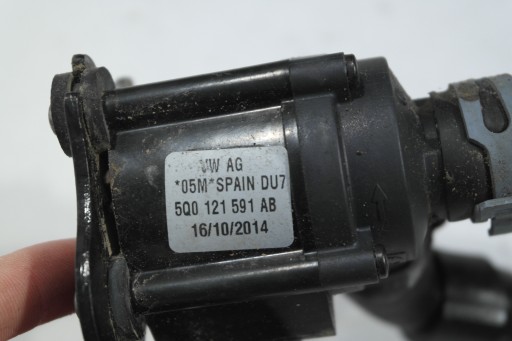 VW AG
*05M*SPAIN DU7
5Q0 121 591 AB
16/10/2014